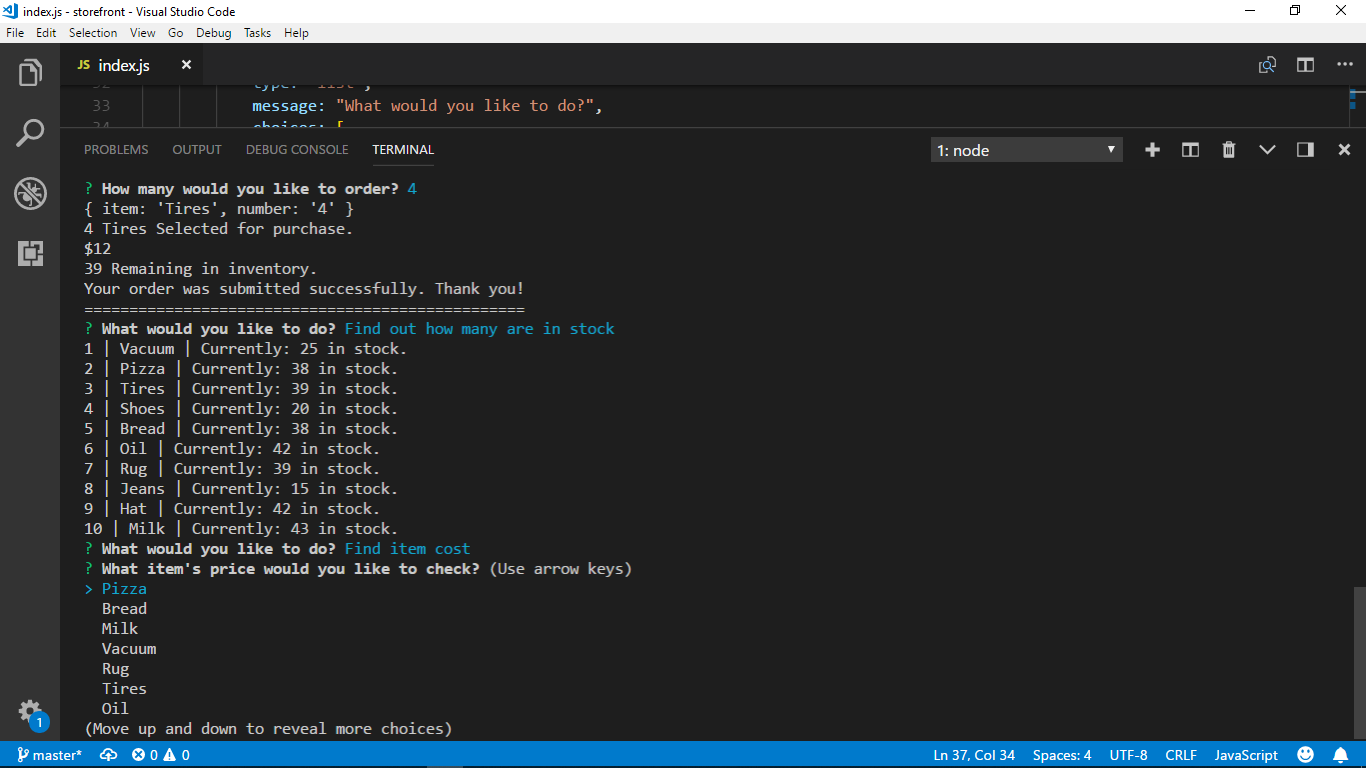 index.js - storefront - Visual Studio Code
File Edit Selection View Go Debug Tasks Help
JS index.js
32 type: "list",
33 message: "What would you like to do?",
34 choices: [
PROBLEMS OUTPUT DEBUG CONSOLE TERMINAL 1: node
? How many would you like to order? 4
{ item: 'Tires', number: '4' }
4 Tires Selected for purchase.
$12
39 Remaining in inventory.
Your order was submitted successfully. Thank you!
=================================================
? What would you like to do? Find out how many are in stock
1 | Vacuum | Currently: 25 in stock.
2 | Pizza | Currently: 38 in stock.
3 | Tires | Currently: 39 in stock.
4 | Shoes | Currently: 20 in stock.
5 | Bread | Currently: 38 in stock.
6 | Oil | Currently: 42 in stock.
7 | Rug | Currently: 39 in stock.
8 | Jeans | Currently: 15 in stock.
9 | Hat | Currently: 42 in stock.
10 | Milk | Currently: 43 in stock.
? What would you like to do? Find item cost
? What item's price would you like to check? (Use arrow keys)
> Pizza
Bread
Milk
Vacuum
Rug
Tires
Oil
(Move up and down to reveal more choices)
1
master* 0 0 Ln 37, Col 34 Spaces: 4 UTF-8 CRLF JavaScript